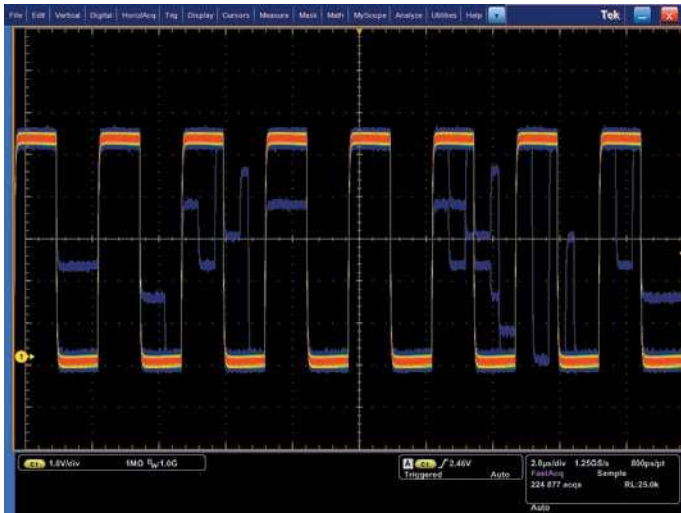 File Edit Vertical Digital Horiz/Acq Trig Display Cursors Measure Mask Math MyScope Analyze Utilities Help Tek
1
C1 1.0V/div 1MΩ BW:1.0G
A C1 2.46V
Triggered Auto
2.0µs/div 1.25GS/s 800ps/pt
FastAcq Sample
224 877 acqs RL:25.0k
Auto